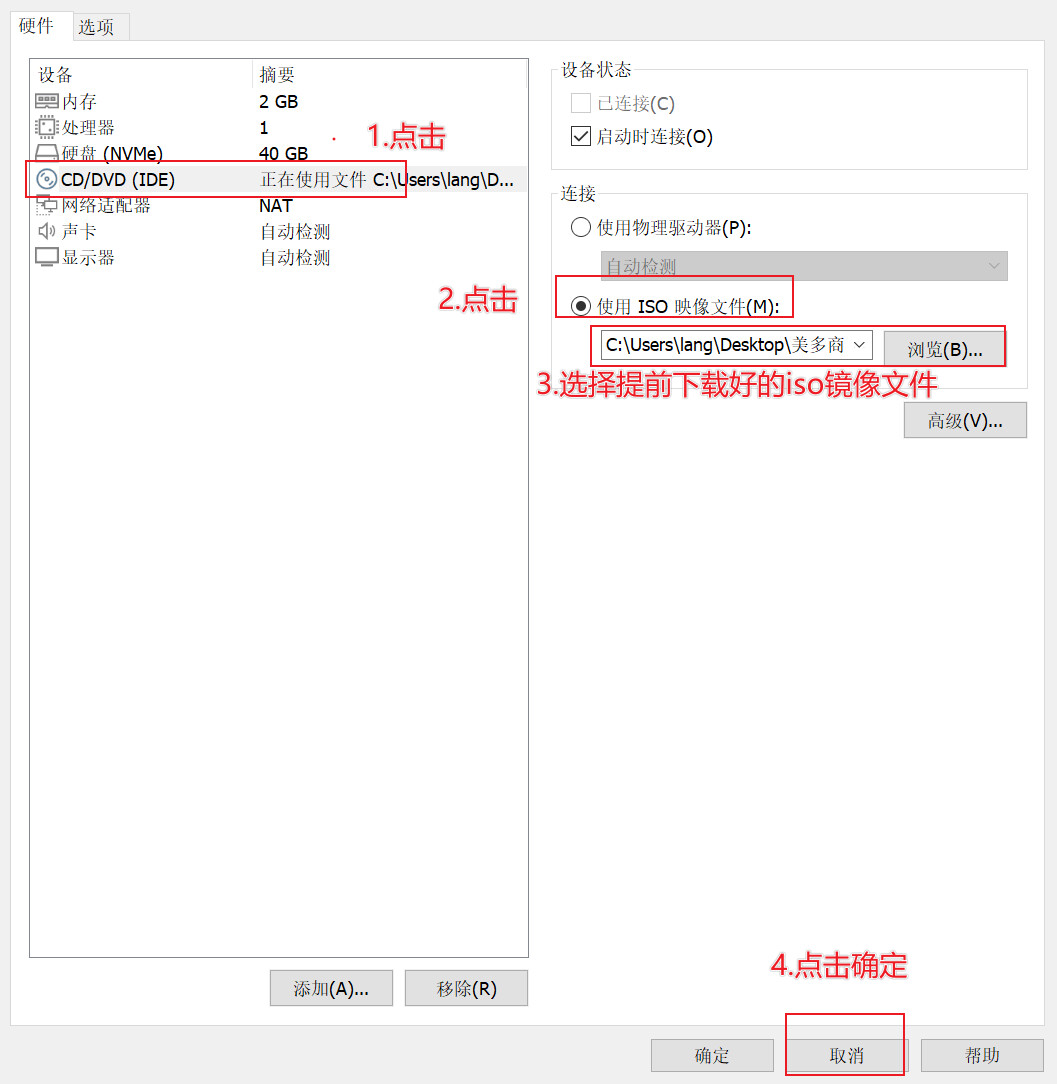 硬件 选项
设备 摘要
内存 2 GB
处理器 1
硬盘 (NVMe) 40 GB
CD/DVD (IDE) 正在使用文件 C:\Users\lang\D...
网络适配器 NAT
声卡 自动检测
显示器 自动检测
1.点击
添加(A)... 移除(R)
设备状态
已连接(C)
启动时连接(O)
连接
使用物理驱动器(P):
自动检测
2.点击
使用 ISO 映像文件(M):
C:\Users\lang\Desktop\美多商 浏览(B)...
3.选择提前下载好的iso镜像文件
高级(V)...
4.点击确定
确定 取消 帮助